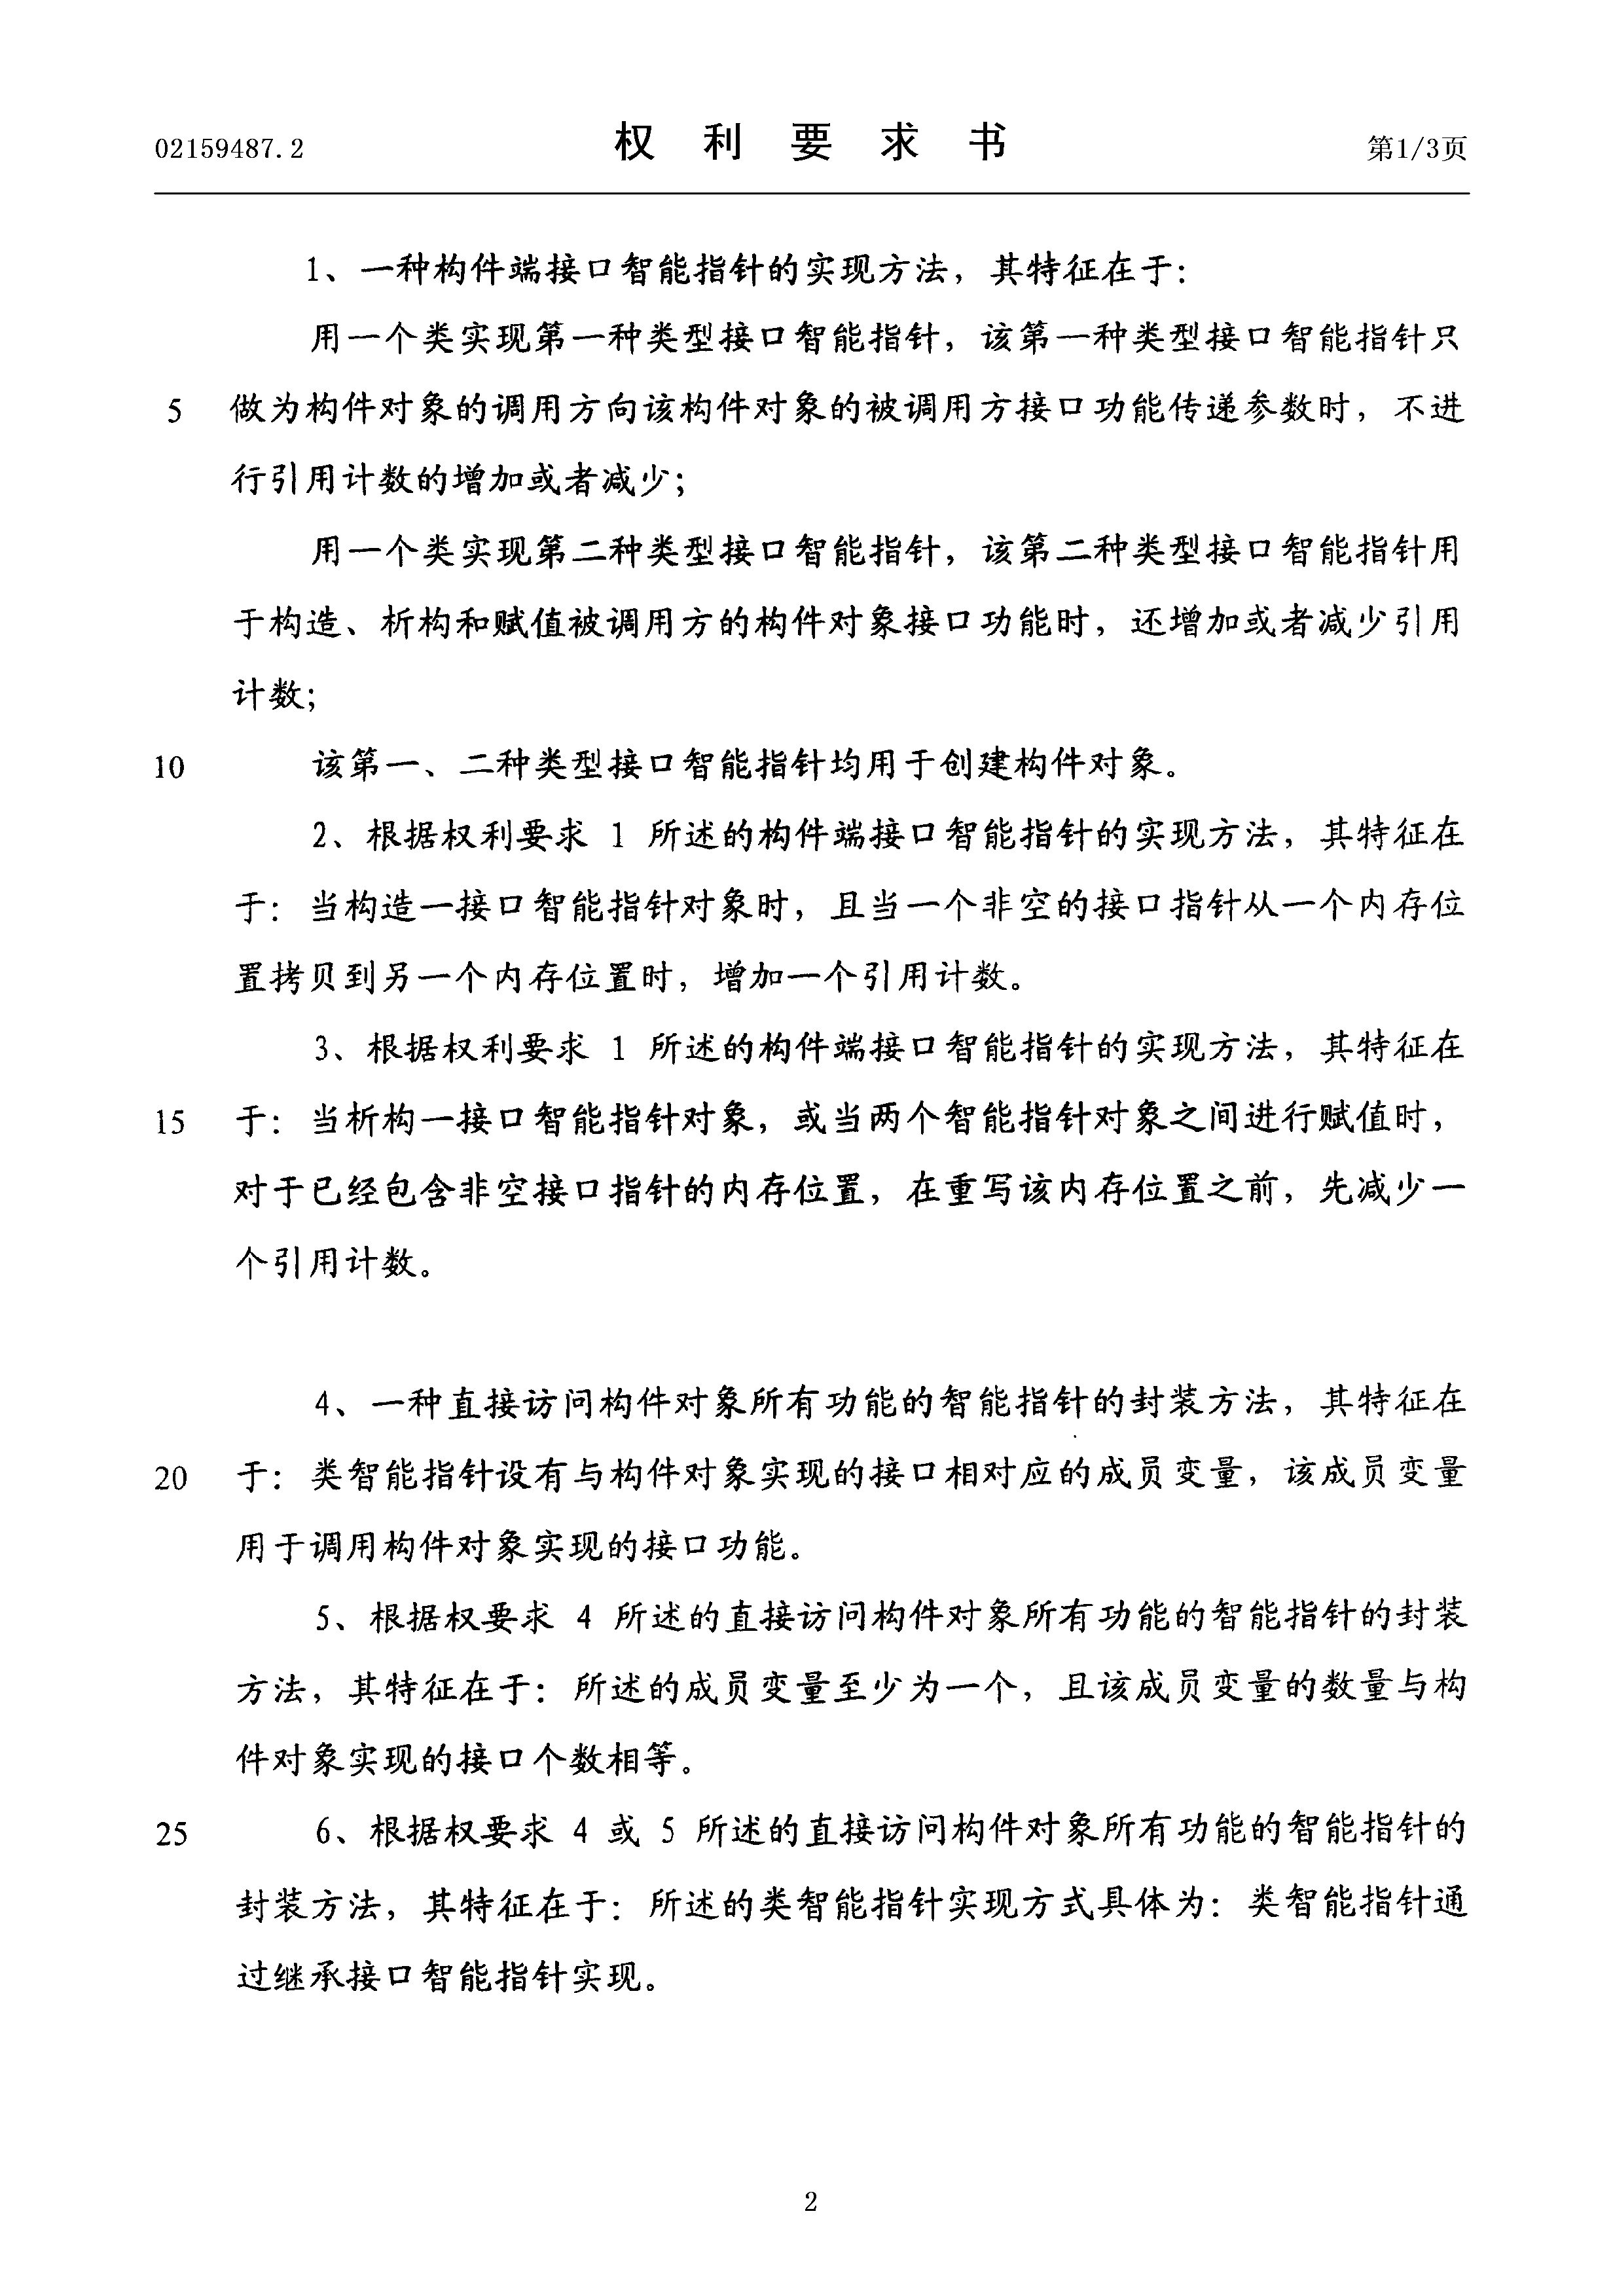 02159487.2 权利要求书 第1/3页
1、一种构件端接口智能指针的实现方法，其特征在于：
用一个类实现第一种类型接口智能指针，该第一种类型接口智能指针只
5 做为构件对象的调用方向该构件对象的被调用方接口功能传递参数时，不进
行引用计数的增加或者减少；
用一个类实现第二种类型接口智能指针，该第二种类型接口智能指针用
于构造、析构和赋值被调用方的构件对象接口功能时，还增加或者减少引用
计数；
10 该第一、二种类型接口智能指针均用于创建构件对象。
2、根据权利要求 1 所述的构件端接口智能指针的实现方法，其特征在
于：当构造一接口智能指针对象时，且当一个非空的接口指针从一个内存位
置拷贝到另一个内存位置时，增加一个引用计数。
3、根据权利要求 1 所述的构件端接口智能指针的实现方法，其特征在
15 于：当析构一接口智能指针对象，或当两个智能指针对象之间进行赋值时，
对于已经包含非空接口指针的内存位置，在重写该内存位置之前，先减少一
个引用计数。
4、一种直接访问构件对象所有功能的智能指针的封装方法，其特征在
20 于：类智能指针设有与构件对象实现的接口相对应的成员变量，该成员变量
用于调用构件对象实现的接口功能。
5、根据权要求 4 所述的直接访问构件对象所有功能的智能指针的封装
方法，其特征在于：所述的成员变量至少为一个，且该成员变量的数量与构
件对象实现的接口个数相等。
25 6、根据权要求 4 或 5 所述的直接访问构件对象所有功能的智能指针的
封装方法，其特征在于：所述的类智能指针实现方式具体为：类智能指针通
过继承接口智能指针实现。
2